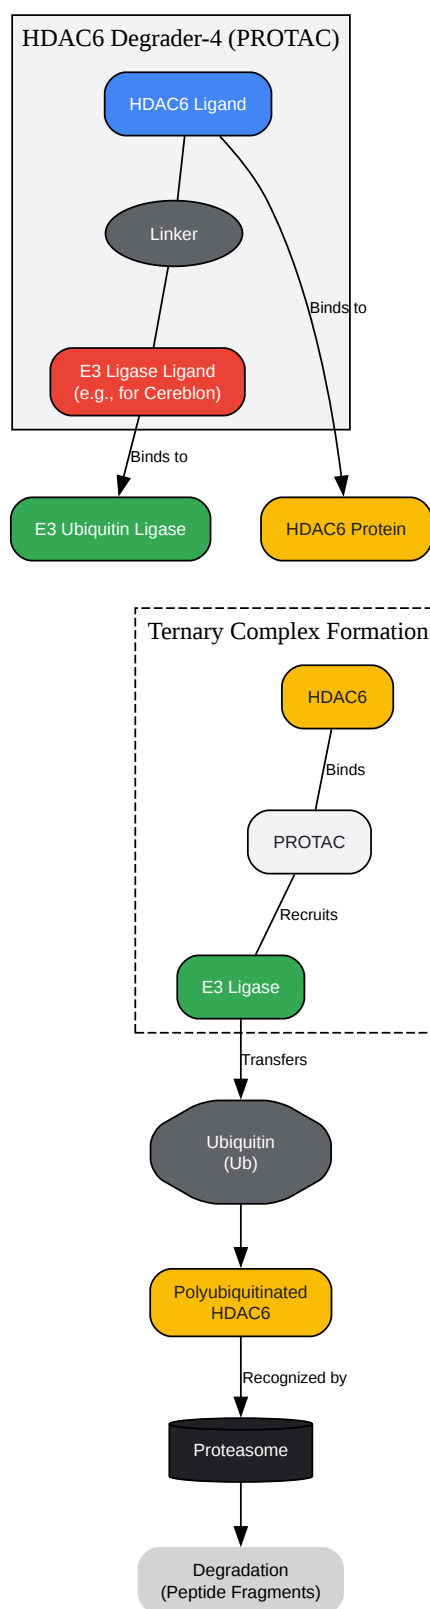 HDAC6 Degrader-4 (PROTAC)
HDAC6 Ligand
Linker
Binds to
E3 Ligase Ligand
(e.g., for Cereblon)
Binds to
E3 Ubiquitin Ligase
HDAC6 Protein
Ternary Complex Formation
HDAC6
Binds
PROTAC
Recruits
E3 Ligase
Transfers
Ubiquitin
(Ub)
Polyubiquitinated
HDAC6
Recognized by
Proteasome
Degradation
(Peptide Fragments)